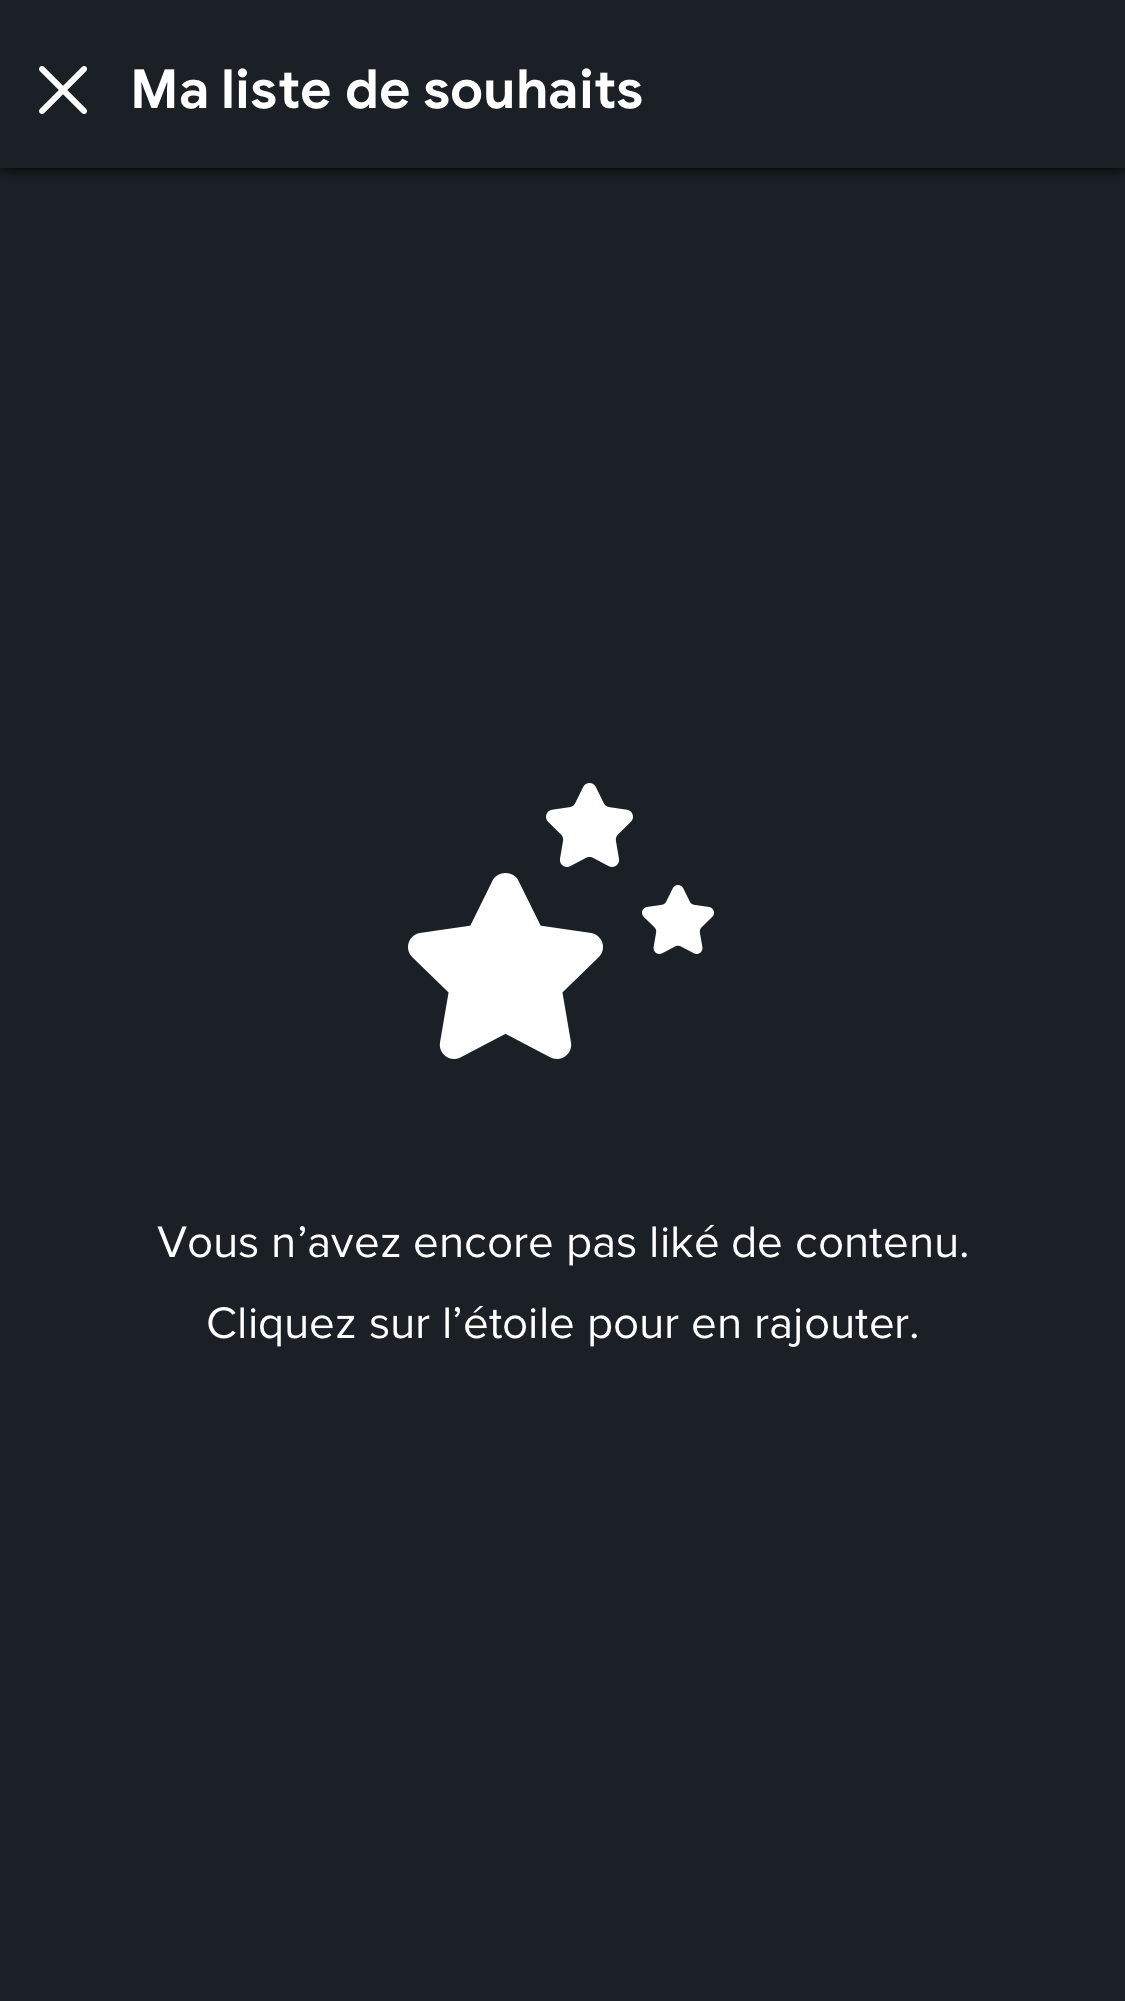 Ma liste de souhaits
Vous n’avez encore pas liké de contenu.
Cliquez sur l’étoile pour en rajouter.